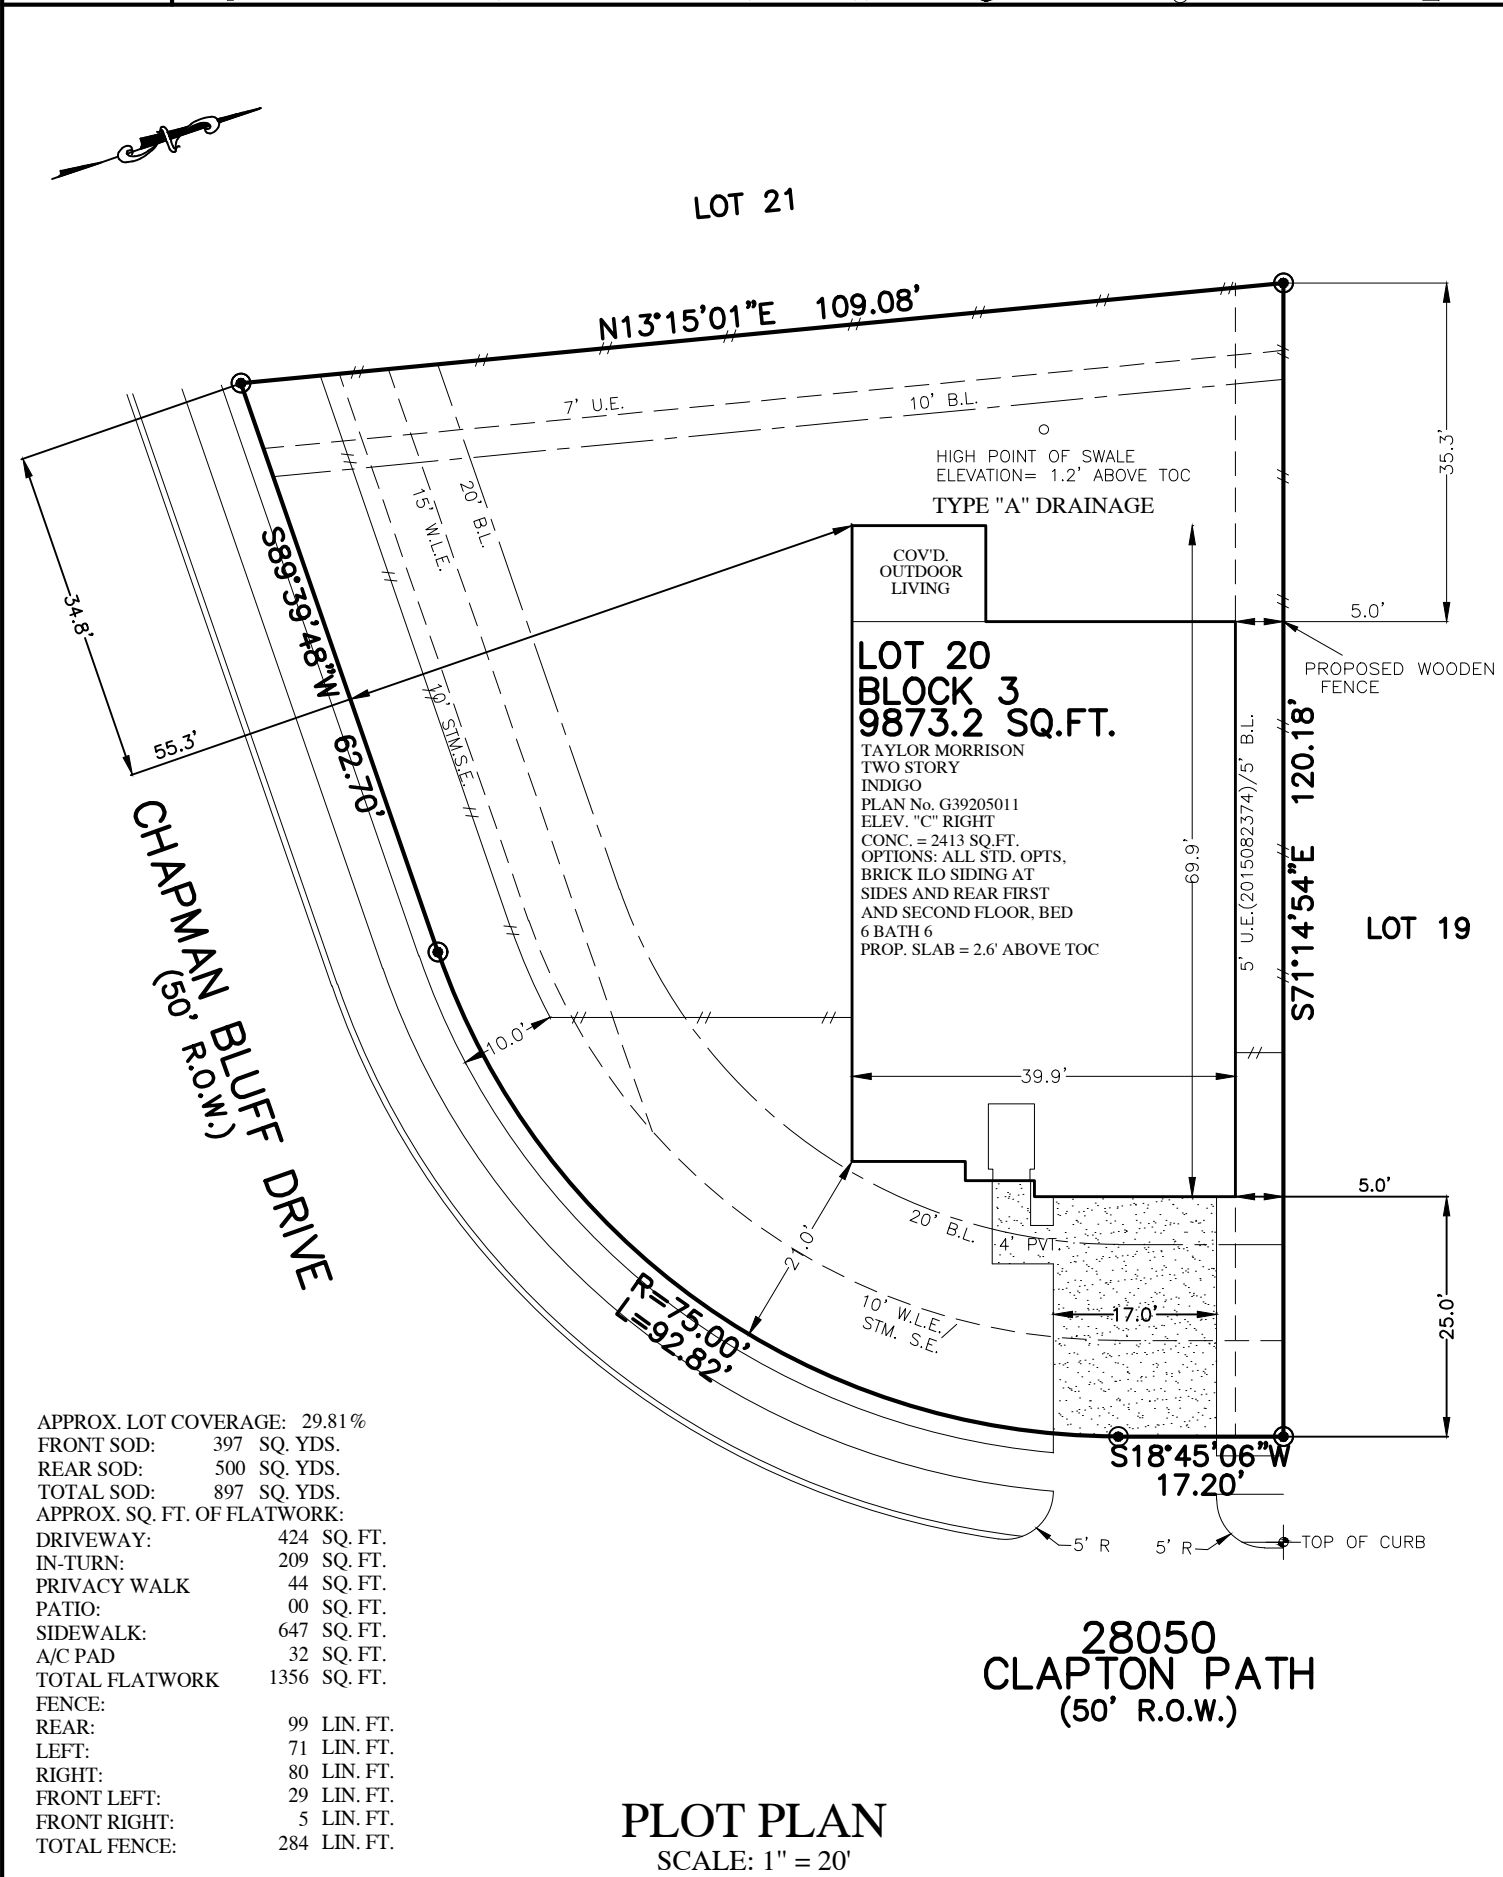 LOT 21
N13°15'01"E 109.08'
7' U.E.
10' B.L.
HIGH POINT OF SWALE
ELEVATION= 1.2' ABOVE TOC
TYPE "A" DRAINAGE
35.3'
15' W.L.E.
20' B.L.
S89°39'48"W 62.70'
34.8'
55.3'
10' STM.S.E.
COV'D.
OUTDOOR
LIVING
5.0'
PROPOSED WOODEN
FENCE
LOT 20
BLOCK 3
9873.2 SQ.FT.
TAYLOR MORRISON
TWO STORY
INDIGO
PLAN No. G39205011
ELEV. "C" RIGHT
CONC. = 2413 SQ.FT.
OPTIONS: ALL STD. OPTS,
BRICK ILO SIDING AT
SIDES AND REAR FIRST
AND SECOND FLOOR, BED
6 BATH 6
PROP. SLAB = 2.6' ABOVE TOC
69.9'
5' U.E.(2015082374)/5' B.L.
S71°14'54"E 120.18'
LOT 19
CHAPMAN BLUFF DRIVE
(50' R.O.W.)
10.0'
39.9'
5.0'
21.0'
20' B.L.
4' PVT.
10' W.L.E./
STM. S.E.
17.0'
25.0'
R=75.00'
L=92.82'
S18°45'06"W
17.20'
5' R
5' R
TOP OF CURB
28050
CLAPTON PATH
(50' R.O.W.)
APPROX. LOT COVERAGE: 29.81%
FRONT SOD: 397 SQ. YDS.
REAR SOD: 500 SQ. YDS.
TOTAL SOD: 897 SQ. YDS.
APPROX. SQ. FT. OF FLATWORK:
DRIVEWAY: 424 SQ. FT.
IN-TURN: 209 SQ. FT.
PRIVACY WALK 44 SQ. FT.
PATIO: 00 SQ. FT.
SIDEWALK: 647 SQ. FT.
A/C PAD 32 SQ. FT.
TOTAL FLATWORK 1356 SQ. FT.
FENCE:
REAR: 99 LIN. FT.
LEFT: 71 LIN. FT.
RIGHT: 80 LIN. FT.
FRONT LEFT: 29 LIN. FT.
FRONT RIGHT: 5 LIN. FT.
TOTAL FENCE: 284 LIN. FT.
PLOT PLAN
SCALE: 1" = 20'